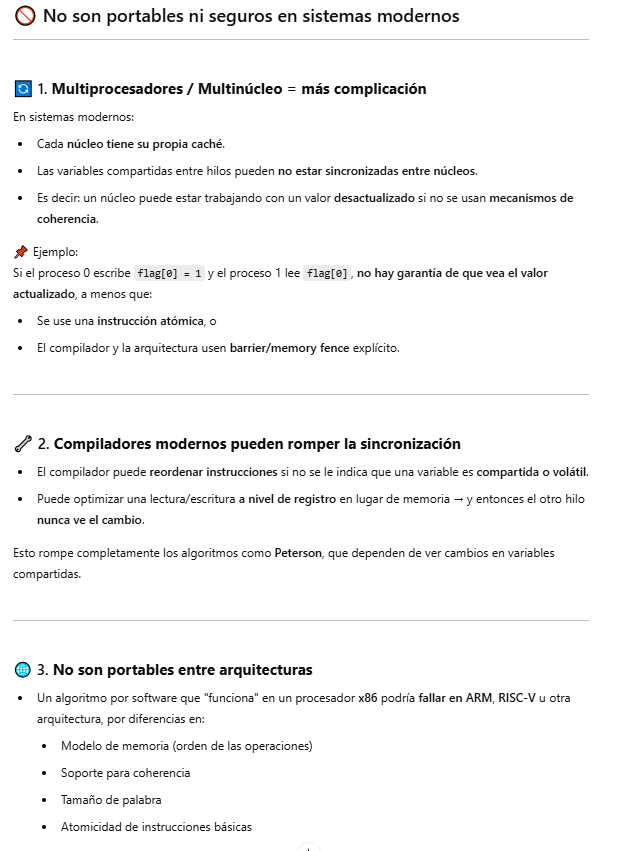 🚫 No son portables ni seguros en sistemas modernos
🔄 1. Multiprocesadores / Multinúcleo = más complicación
En sistemas modernos:
• Cada núcleo tiene su propia caché.
• Las variables compartidas entre hilos pueden no estar sincronizadas entre núcleos.
• Es decir: un núcleo puede estar trabajando con un valor desactualizado si no se usan mecanismos de
coherencia.
📌 Ejemplo:
Si el proceso 0 escribe flag[0] = 1 y el proceso 1 lee flag[0], no hay garantía de que vea el valor
actualizado, a menos que:
• Se use una instrucción atómica, o
• El compilador y la arquitectura usen barrier/memory fence explícito.
🔧 2. Compiladores modernos pueden romper la sincronización
• El compilador puede reordenar instrucciones si no se le indica que una variable es compartida o volátil.
• Puede optimizar una lectura/escritura a nivel de registro en lugar de memoria → y entonces el otro hilo
nunca ve el cambio.
Esto rompe completamente los algoritmos como Peterson, que dependen de ver cambios en variables
compartidas.
🌐 3. No son portables entre arquitecturas
• Un algoritmo por software que "funciona" en un procesador x86 podría fallar en ARM, RISC-V u otra
arquitectura, por diferencias en:
• Modelo de memoria (orden de las operaciones)
• Soporte para coherencia
• Tamaño de palabra
• Atomicidad de instrucciones básicas